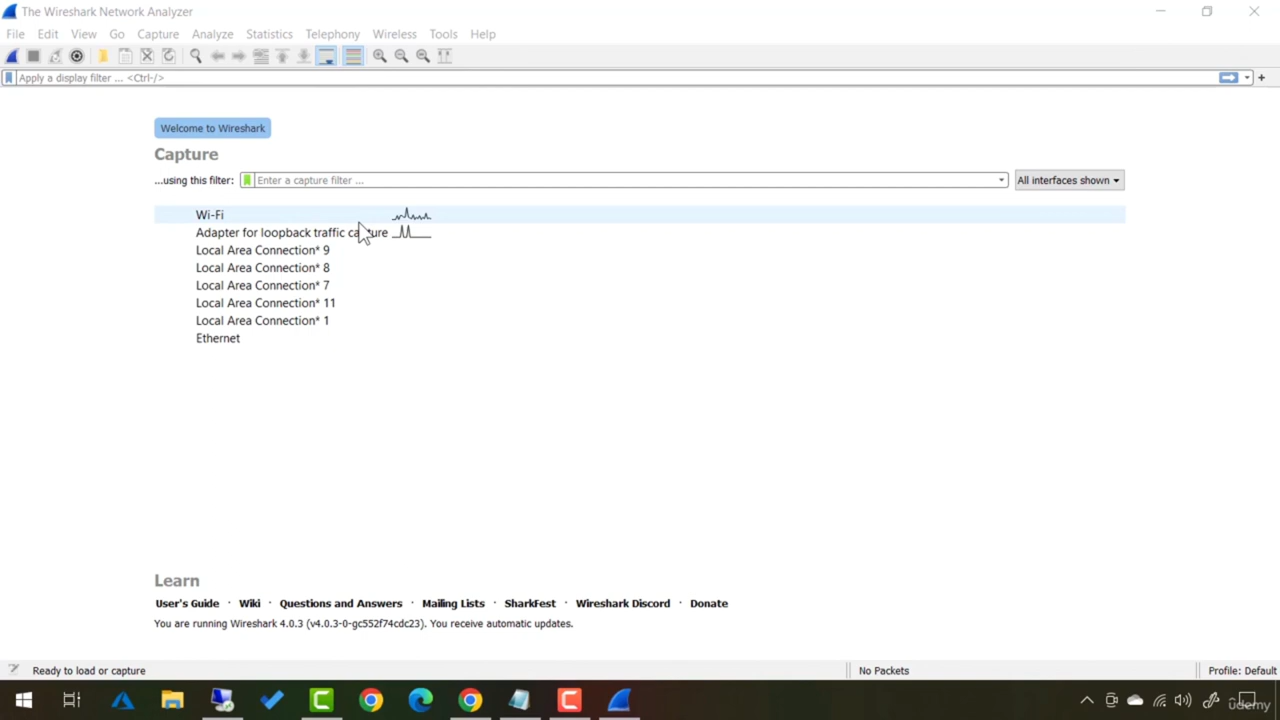 The Wireshark Network Analyzer
File Edit View Go Capture Analyze Statistics Telephony Wireless Tools Help
Apply a display filter ... <Ctrl-/>
+
Welcome to Wireshark
Capture
...using this filter: Enter a capture filter ... All interfaces shown
Wi-Fi
Adapter for loopback traffic capture
Local Area Connection* 9
Local Area Connection* 8
Local Area Connection* 7
Local Area Connection* 11
Local Area Connection* 1
Ethernet
Learn
User's Guide · Wiki · Questions and Answers · Mailing Lists · SharkFest · Wireshark Discord · Donate
You are running Wireshark 4.0.3 (v4.0.3-0-gc552f74cdc23). You receive automatic updates.
Ready to load or capture No Packets Profile: Default
udemy